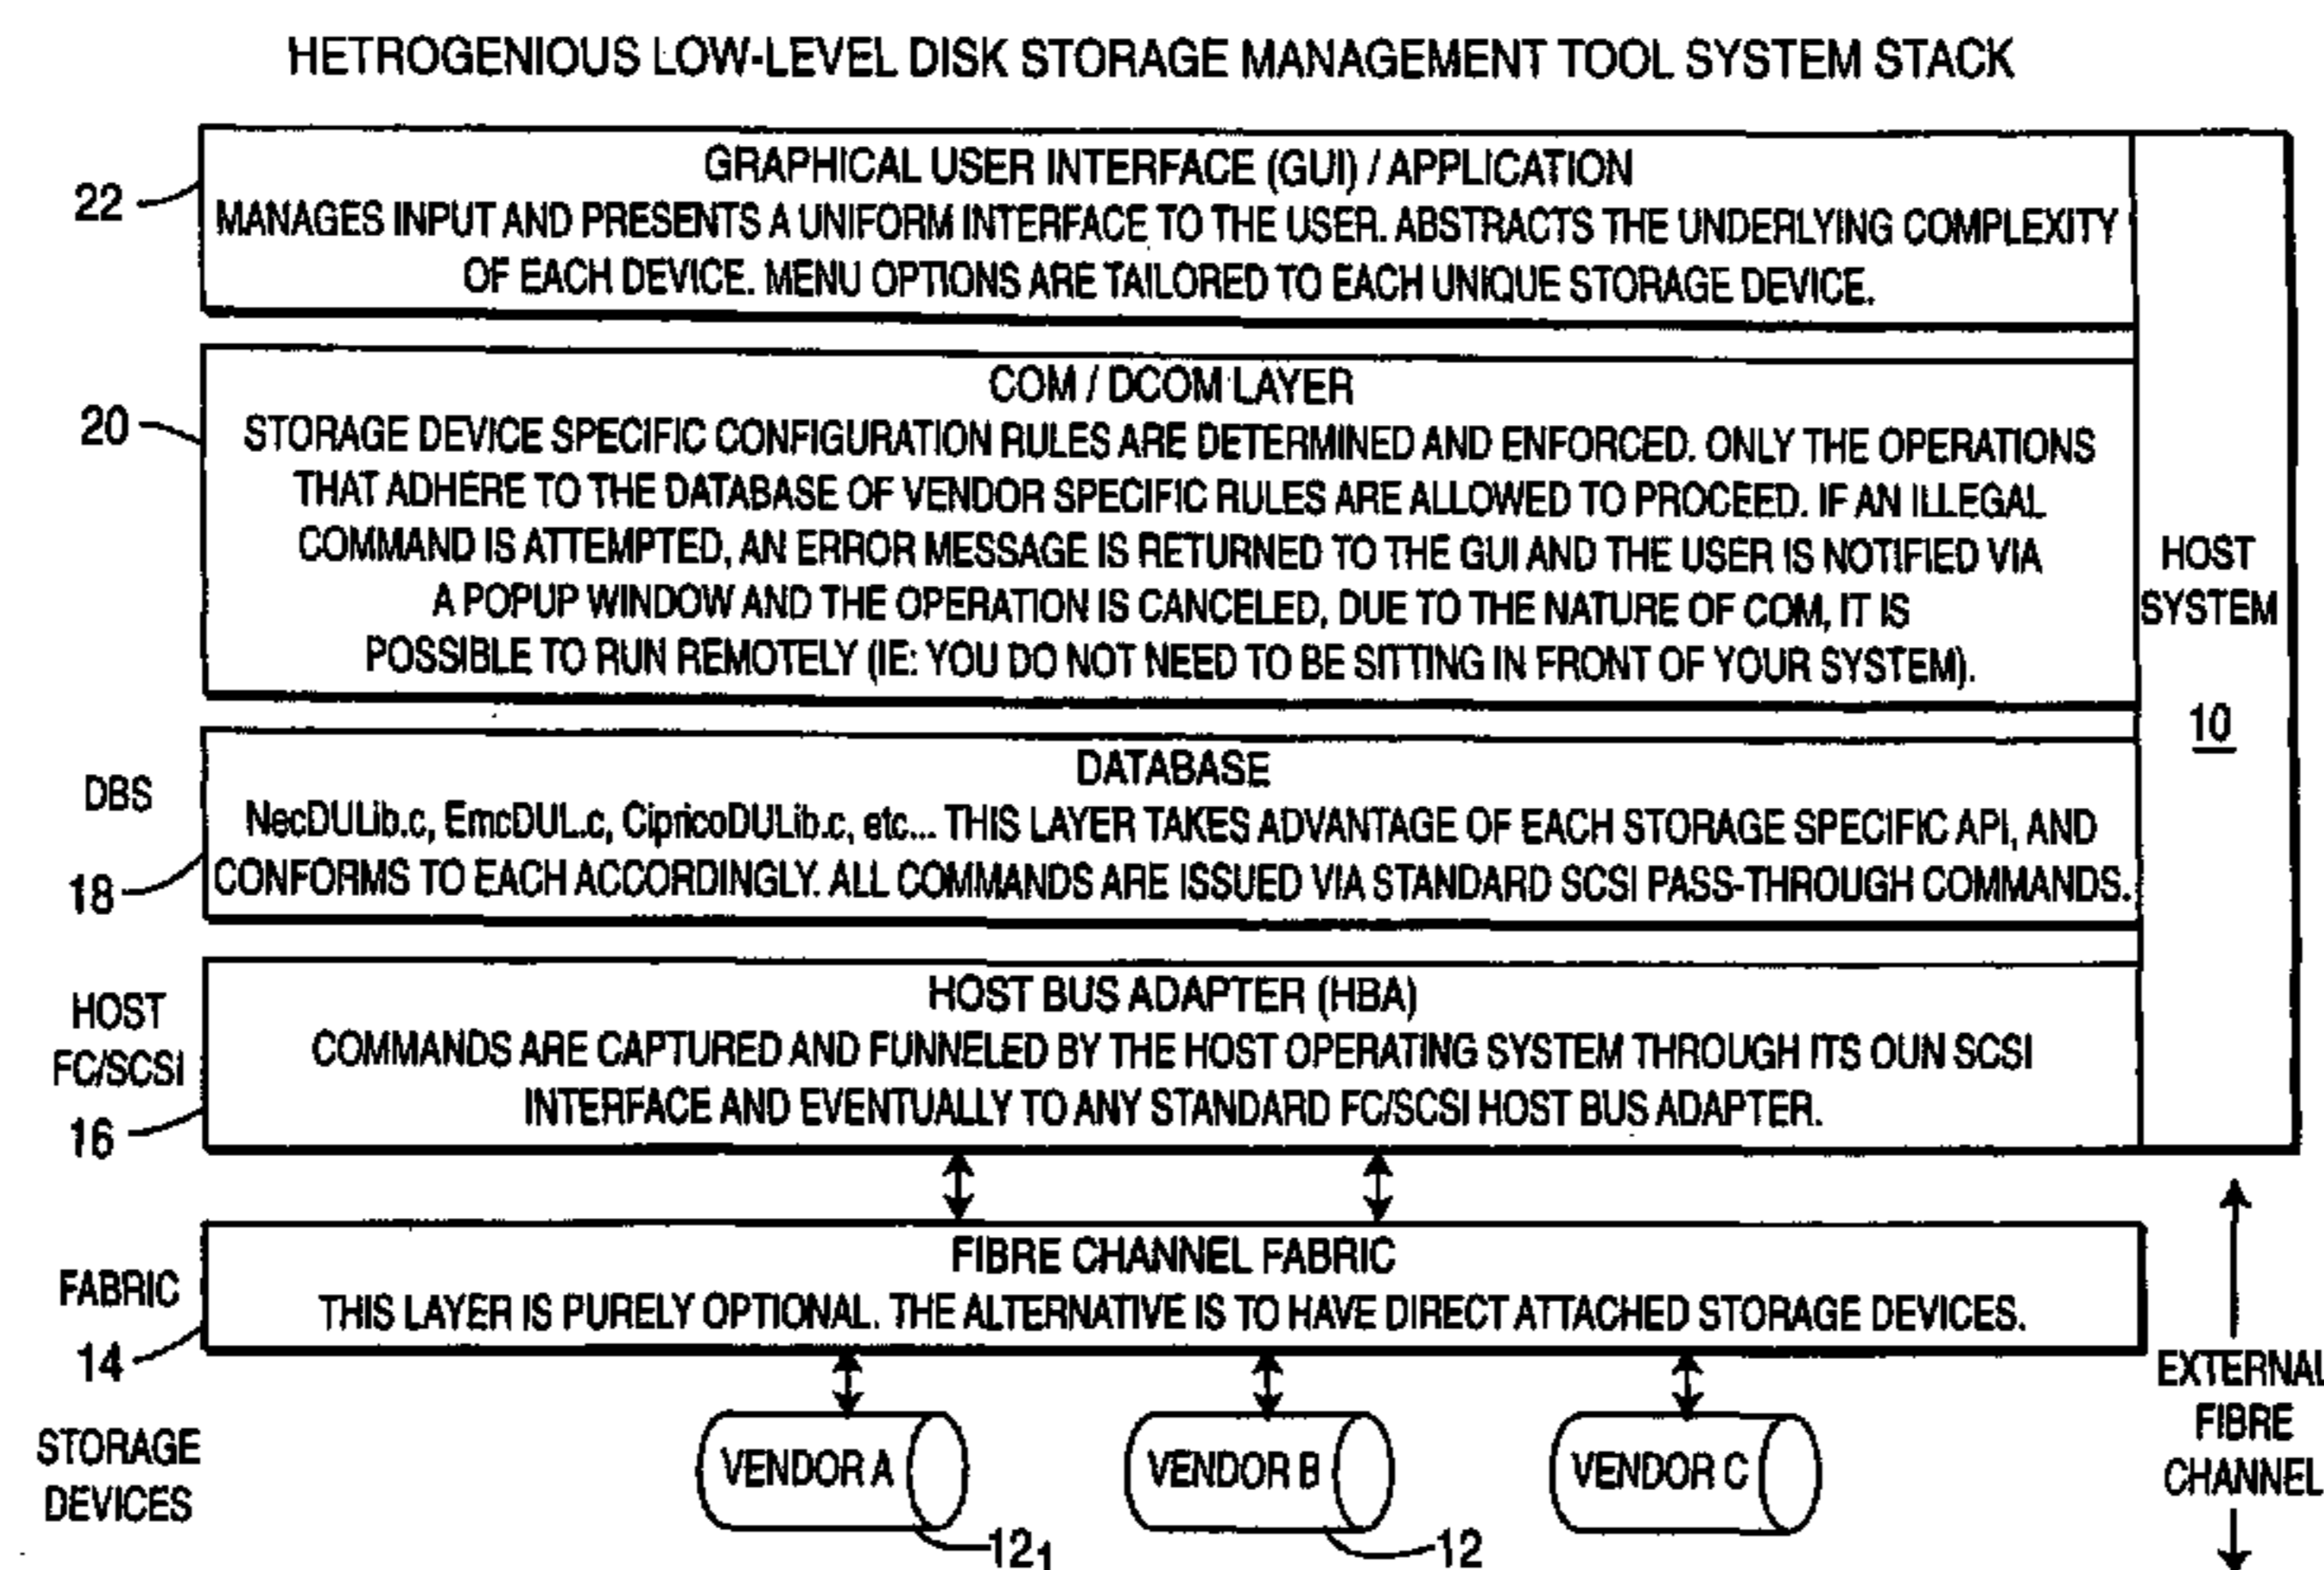 HETROGENIOUS LOW-LEVEL DISK STORAGE MANAGEMENT TOOL SYSTEM STACK
22
GRAPHICAL USER INTERFACE (GUI) / APPLICATION
MANAGES INPUT AND PRESENTS A UNIFORM INTERFACE TO THE USER. ABSTRACTS THE UNDERLYING COMPLEXITY
OF EACH DEVICE. MENU OPTIONS ARE TAILORED TO EACH UNIQUE STORAGE DEVICE.
20
COM / DCOM LAYER
STORAGE DEVICE SPECIFIC CONFIGURATION RULES ARE DETERMINED AND ENFORCED. ONLY THE OPERATIONS
THAT ADHERE TO THE DATABASE OF VENDOR SPECIFIC RULES ARE ALLOWED TO PROCEED. IF AN ILLEGAL
COMMAND IS ATTEMPTED, AN ERROR MESSAGE IS RETURNED TO THE GUI AND THE USER IS NOTIFIED VIA
A POPUP WINDOW AND THE OPERATION IS CANCELED, DUE TO THE NATURE OF COM, IT IS
POSSIBLE TO RUN REMOTELY (IE: YOU DO NOT NEED TO BE SITTING IN FRONT OF YOUR SYSTEM).
HOST
SYSTEM
10
DBS
18
DATABASE
NecDULib.c, EmcDUL.c, CipricoDULib.c, etc... THIS LAYER TAKES ADVANTAGE OF EACH STORAGE SPECIFIC API, AND
CONFORMS TO EACH ACCORDINGLY. ALL COMMANDS ARE ISSUED VIA STANDARD SCSI PASS-THROUGH COMMANDS.
HOST
FC/SCSI
16
HOST BUS ADAPTER (HBA)
COMMANDS ARE CAPTURED AND FUNNELED BY THE HOST OPERATING SYSTEM THROUGH ITS OUN SCSI
INTERFACE AND EVENTUALLY TO ANY STANDARD FC/SCSI HOST BUS ADAPTER.
FABRIC
14
FIBRE CHANNEL FABRIC
THIS LAYER IS PURELY OPTIONAL. THE ALTERNATIVE IS TO HAVE DIRECT ATTACHED STORAGE DEVICES.
EXTERNAL
FIBRE
CHANNEL
STORAGE
DEVICES
VENDOR A
VENDOR B
VENDOR C
121
12